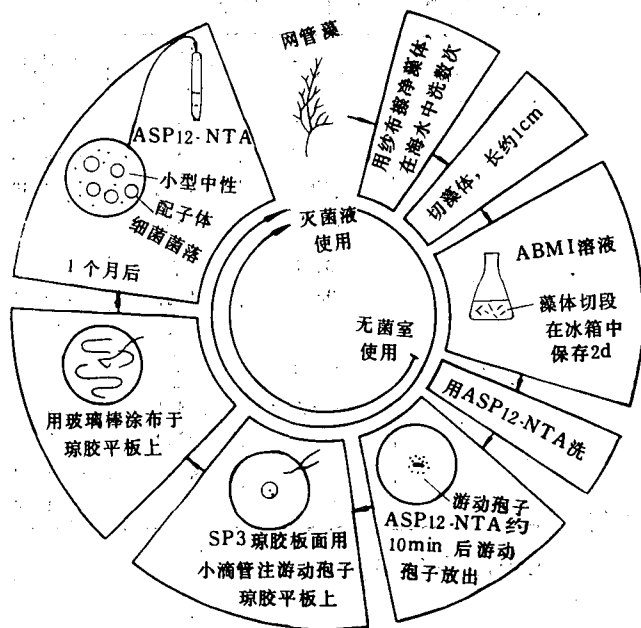 网管藻
用纱布擦净藻体，
在海水中洗数次
切藻体，长约1cm
ABMI溶液
藻体切段
在冰箱中
保存2d
用ASP12-NTA洗
游动孢子
ASP12-NTA约
10min 后游动
孢子放出
SP3琼胶板面用
小滴管注游动孢子
琼胶平板上
用玻璃棒涂布于
琼胶平板上
1个月后
ASP12-NTA
小型中性
配子体
细菌菌落
灭菌液
使用
无菌室
使用